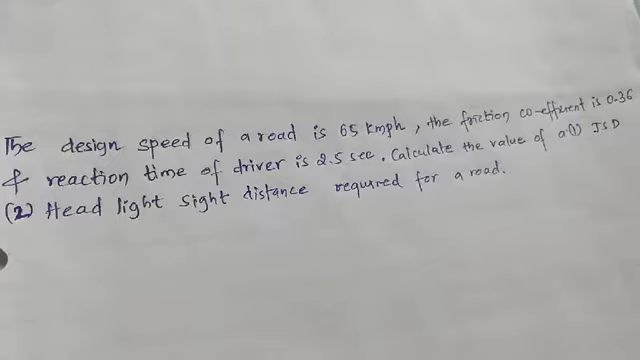 The design speed of a road is 65 Kmph, the friction co-efficient is 0.36
& reaction time of driver is 2.5 sec. Calculate the value of a(1) ISD
(2) Head light sight distance required for a road.